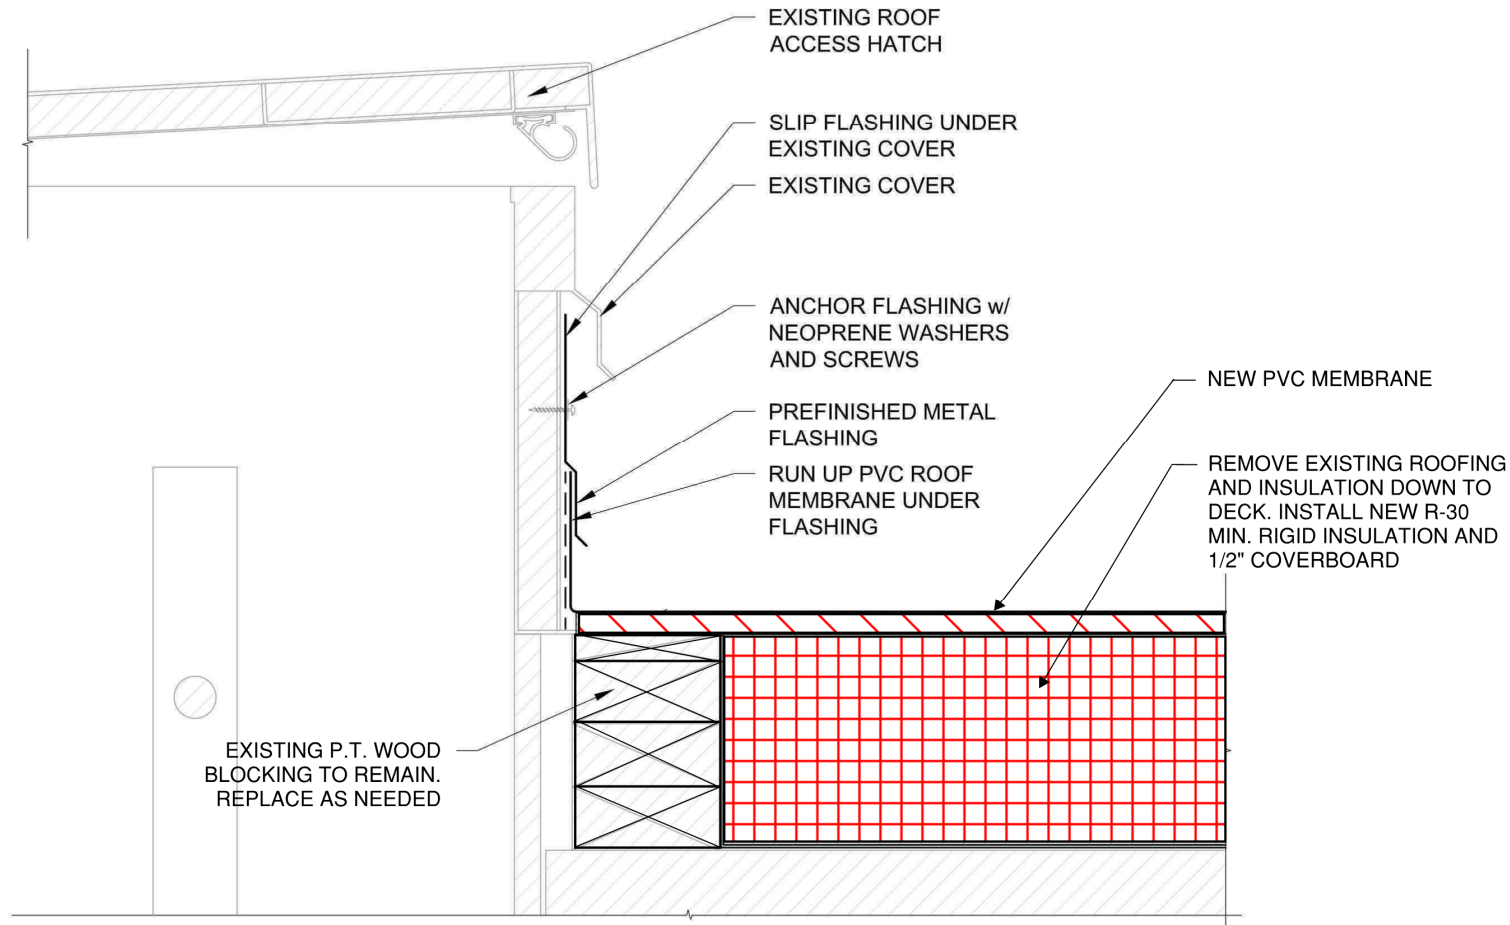 EXISTING ROOF
ACCESS HATCH
SLIP FLASHING UNDER
EXISTING COVER
EXISTING COVER
ANCHOR FLASHING w/
NEOPRENE WASHERS
AND SCREWS
NEW PVC MEMBRANE
PREFINISHED METAL
FLASHING
RUN UP PVC ROOF
MEMBRANE UNDER
FLASHING
REMOVE EXISTING ROOFING
AND INSULATION DOWN TO
DECK. INSTALL NEW R-30
MIN. RIGID INSULATION AND
1/2" COVERBOARD
EXISTING P.T. WOOD
BLOCKING TO REMAIN.
REPLACE AS NEEDED